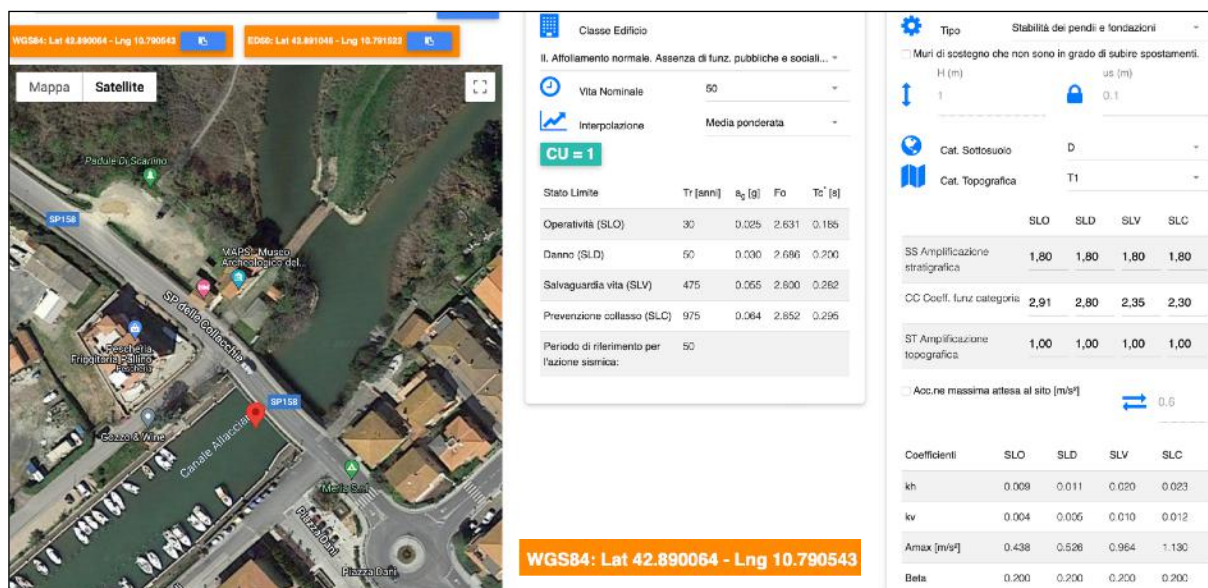 WGS84: Lat 42.890064 - Lng 10.790543
ED50: Lat 42.891046 - Lng 10.791522
Mappa Satellite
Padule Di Scarlino
SP158
MAPS - Museo
Archeologico del...
SP delle Collacchie
Pescheria
Friggitoria Pallino
Pescheria
SP158
Gozzo & Wine
Canale Allacciar
Piazza Dani
Piazza Dani
Classe Edificio
II. Affollamento normale. Assenza di funz. pubbliche e sociali...
Vita Nominale 50
Interpolazione Media ponderata
CU = 1
Stato Limite Tr [anni] ag [g] Fo Tc* [s]
Operatività (SLO) 30 0.025 2.631 0.185
Danno (SLD) 50 0.030 2.686 0.200
Salvaguardia vita (SLV) 475 0.055 2.800 0.282
Prevenzione collasso (SLC) 975 0.064 2.852 0.295
Periodo di riferimento per 50
l'azione sismica:
WGS84: Lat 42.890064 - Lng 10.790543
Tipo Stabilità dei pendii e fondazioni
Muri di sostegno che non sono in grado di subire spostamenti.
H (m) us (m)
1 0.1
Cat. Sottosuolo D
Cat. Topografica T1
SLO SLD SLV SLC
SS Amplificazione 1,80 1,80 1,80 1,80
stratigrafica
CC Coeff. funz categoria 2,91 2,80 2,35 2,30
ST Amplificazione 1,00 1,00 1,00 1,00
topografica
Acc.ne massima attesa al sito [m/s²] 0.6
Coefficienti SLO SLD SLV SLC
kh 0.009 0.011 0.020 0.023
kv 0.004 0.005 0.010 0.012
Amax [m/s²] 0.438 0.526 0.964 1.130
Beta 0.200 0.200 0.200 0.200